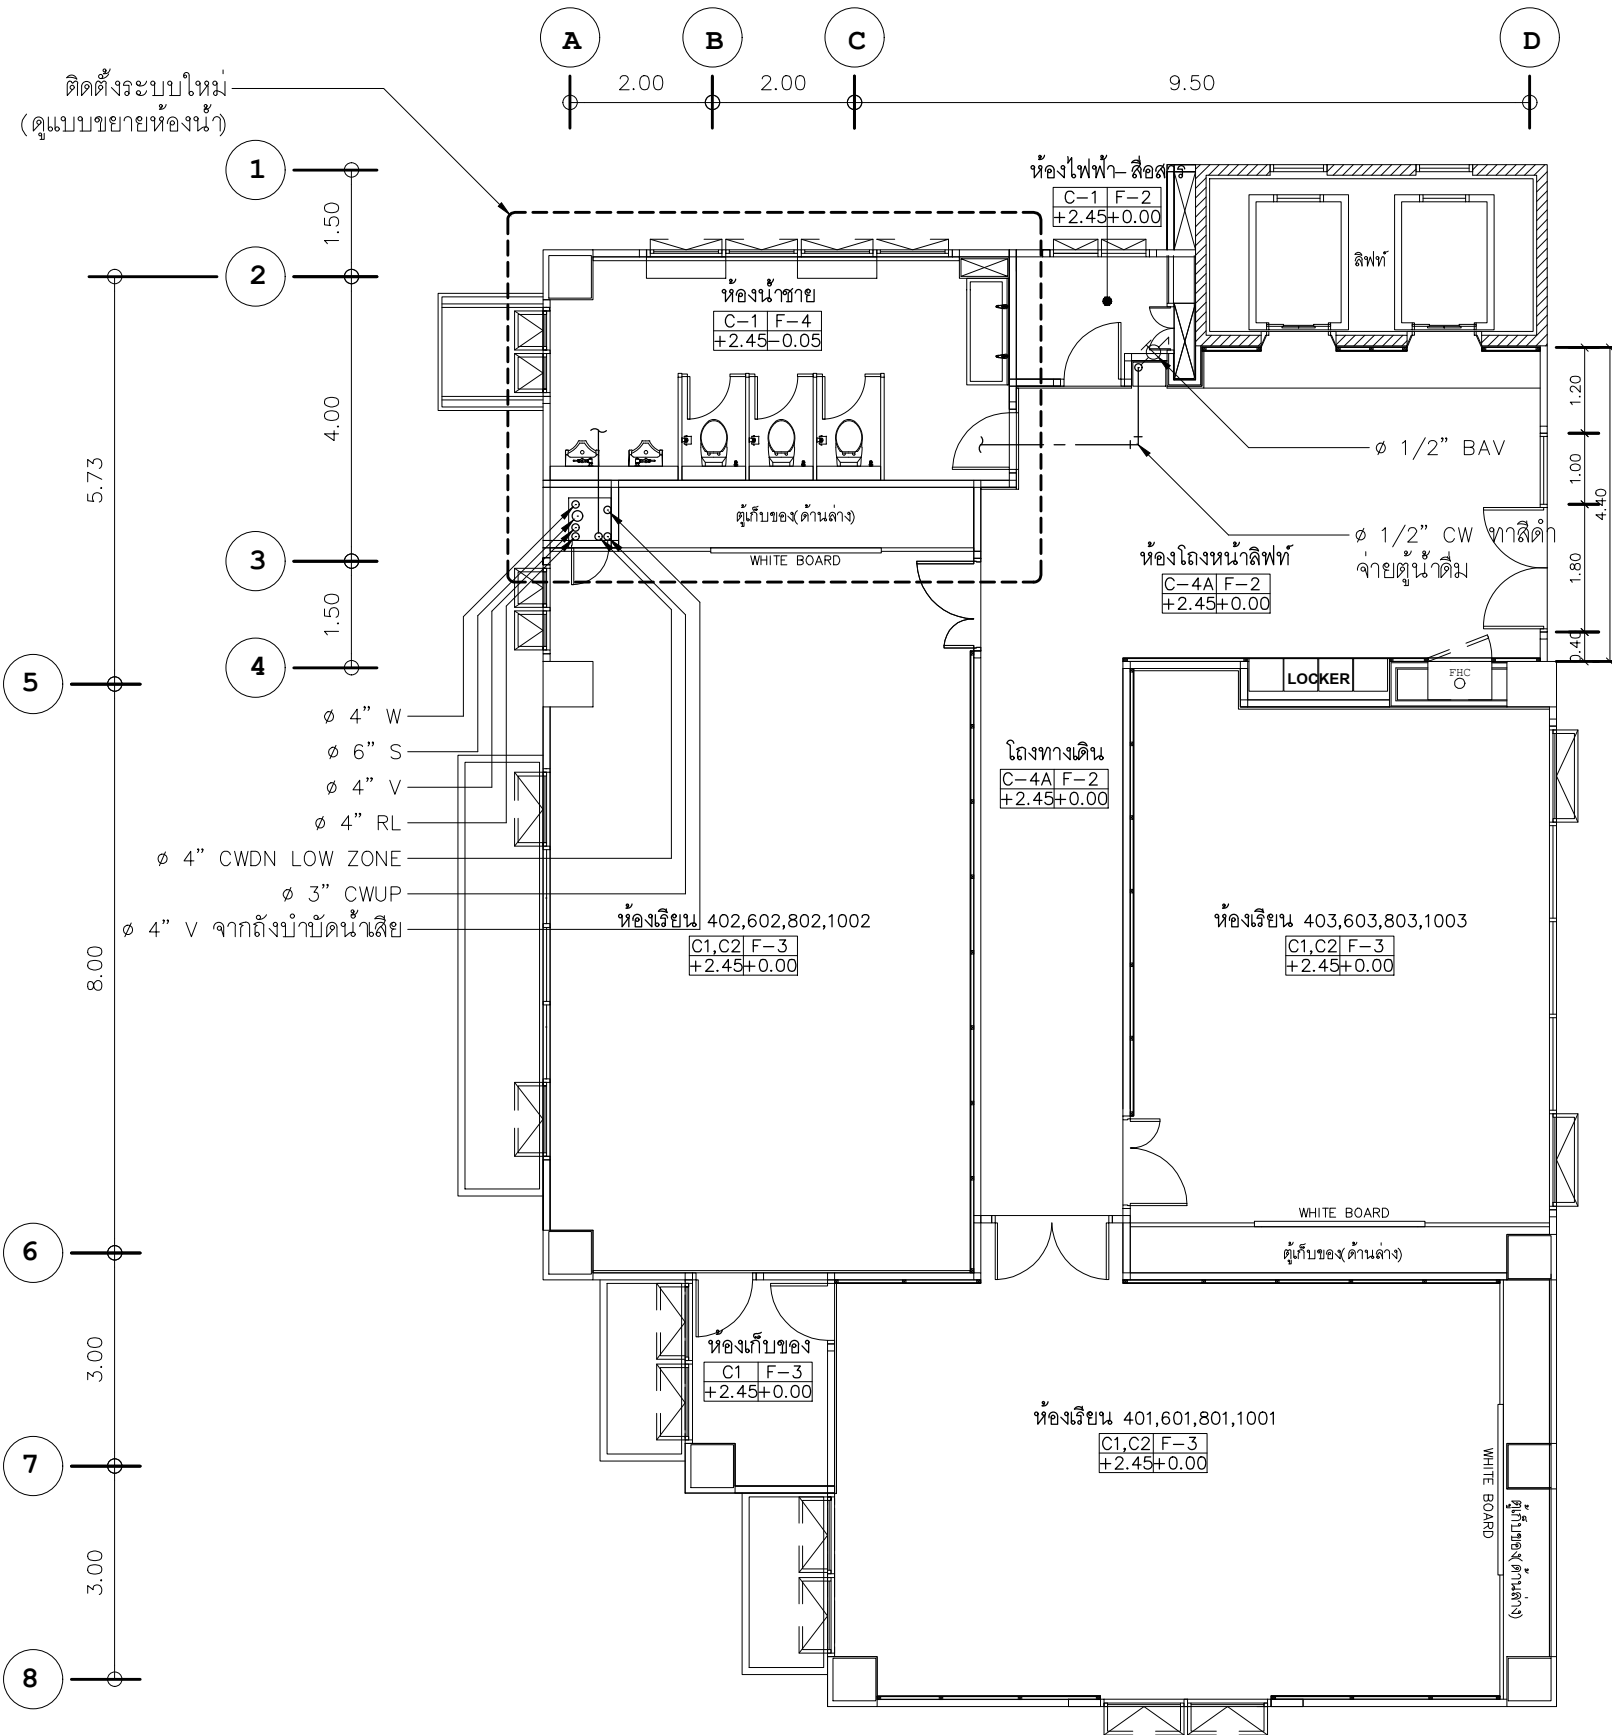 A
B
C
D
2.00
2.00
9.50
ติดตั้งระบบใหม่
(ดูแบบขยายห้องน้ำ)
1
2
3
4
5
6
7
8
1.50
4.00
1.50
5.73
8.00
3.00
3.00
ห้องไฟฟ้า-สื่อสาร
C-1 F-2
+2.45+0.00
ลิฟท์
ห้องน้ำชาย
C-1 F-4
+2.45-0.05
ø 1/2" BAV
1.20
1.00
1.80
0.40
4.40
ตู้เก็บของ(ด้านล่าง)
WHITE BOARD
ø 1/2" CW ทาสีดำ
จ่ายตู้น้ำดื่ม
ห้องโถงหน้าลิฟท์
C-4A F-2
+2.45+0.00
LOCKER
FHC
ø 4" W
ø 6" S
ø 4" V
ø 4" RL
ø 4" CWDN LOW ZONE
ø 3" CWUP
ø 4" V จากถังบำบัดน้ำเสีย
โถงทางเดิน
C-4A F-2
+2.45+0.00
ห้องเรียน 402,602,802,1002
C1,C2 F-3
+2.45+0.00
ห้องเรียน 403,603,803,1003
C1,C2 F-3
+2.45+0.00
WHITE BOARD
ตู้เก็บของ(ด้านล่าง)
ห้องเก็บของ
C1 F-3
+2.45+0.00
ห้องเรียน 401,601,801,1001
C1,C2 F-3
+2.45+0.00
WHITE BOARD
ตู้เก็บของ(ด้านล่าง)